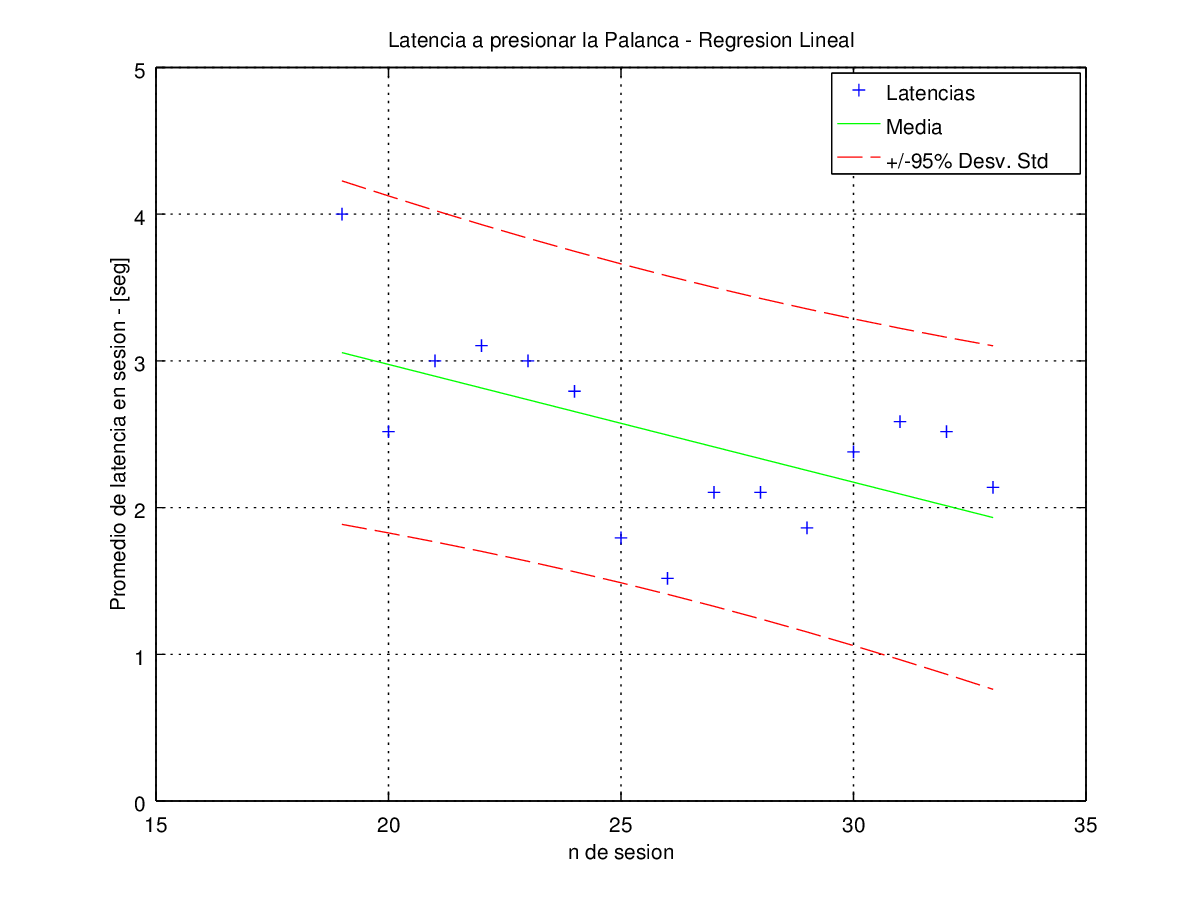 Latencia a presionar la Palanca - Regresion Lineal
Latencias
Media
+/-95% Desv. Std
Promedio de latencia en sesion - [seg]
5
4
3
2
1
0
15 20 25 30 35
n de sesion